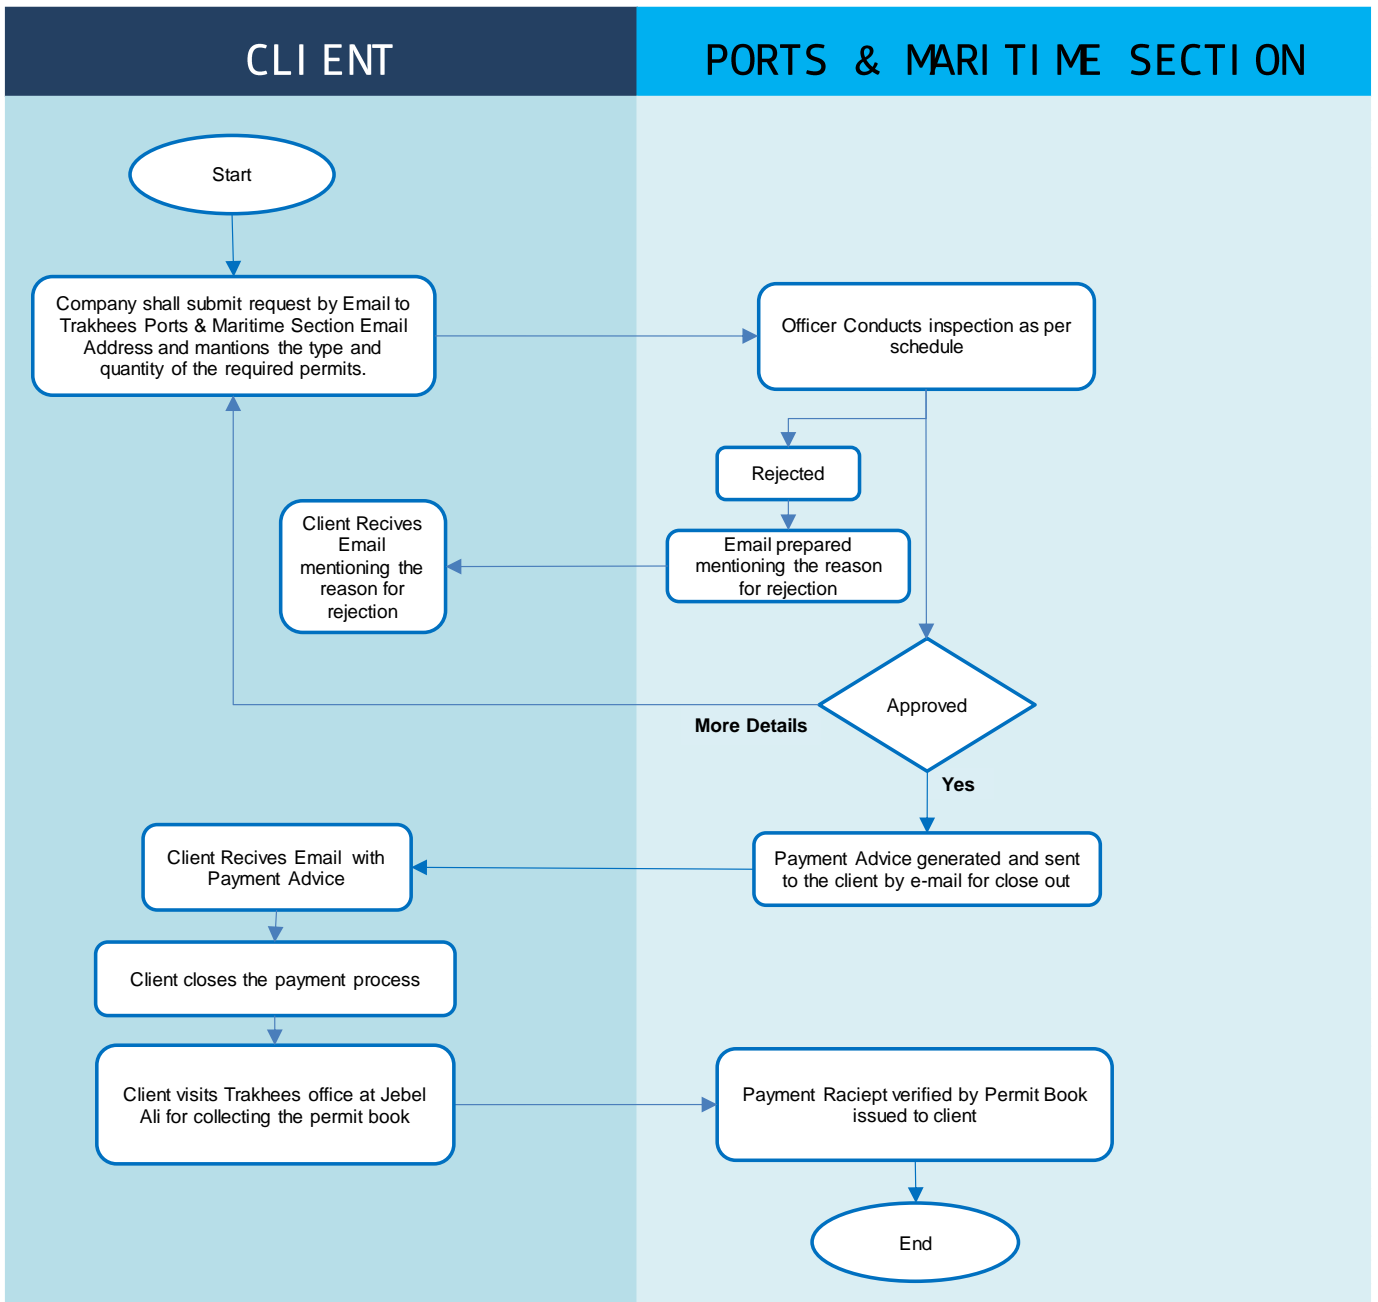 CLIENT
PORTS & MARITIME SECTION
Start
Company shall submit request by Email to
Trakhees Ports & Maritime Section Email
Address and mantions the type and
quantity of the required permits.
Officer Conducts inspection as per
schedule
Rejected
Client Recives
Email
mentioning the
reason for
rejection
Email prepared
mentioning the reason
for rejection
Approved
More Details
Yes
Client Recives Email with
Payment Advice
Payment Advice generated and sent
to the client by e-mail for close out
Client closes the payment process
Client visits Trakhees office at Jebel
Ali for collecting the permit book
Payment Raciept verified by Permit Book
issued to client
End